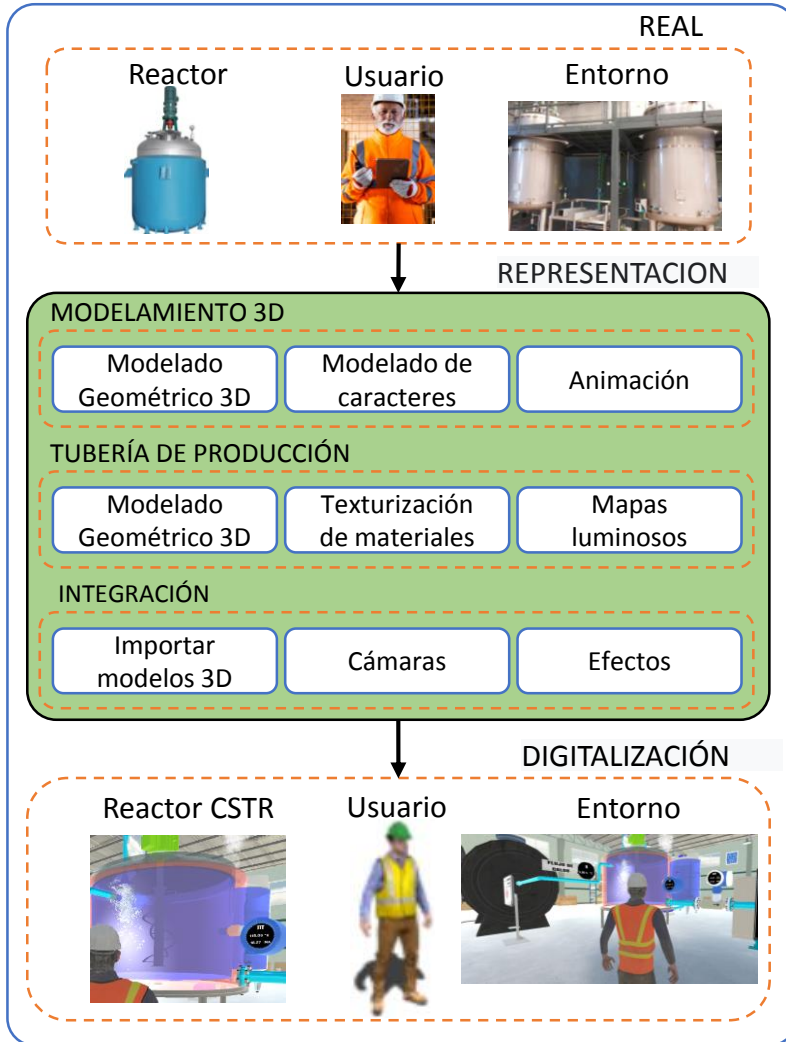 REAL
Reactor
Usuario
Entorno
REPRESENTACION
MODELAMIENTO 3D
Modelado
Geométrico 3D
Modelado de
caracteres
Animación
TUBERÍA DE PRODUCCIÓN
Modelado
Geométrico 3D
Texturización
de materiales
Mapas
luminosos
INTEGRACIÓN
Importar
modelos 3D
Cámaras
Efectos
DIGITALIZACIÓN
Reactor CSTR
Usuario
Entorno